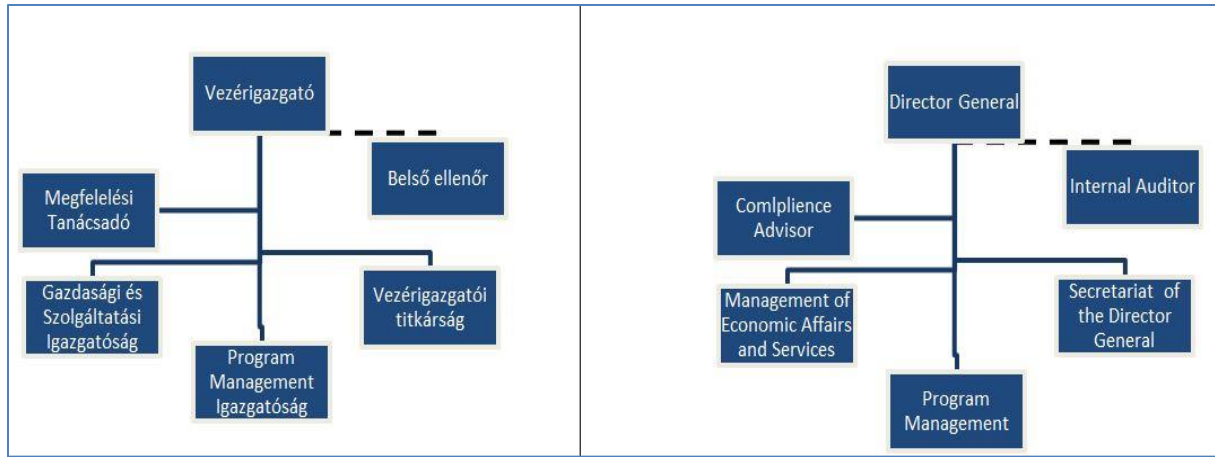 Vezérigazgató
Belső ellenőr
Megfelelési
Tanácsadó
Gazdasági és
Szolgáltatási
Igazgatóság
Vezérigazgatói
titkárság
Program
Management
Igazgatóság
Director General
Internal Auditor
Comlplience
Advisor
Management of
Economic Affairs
and Services
Secretariat of
the Director
General
Program
Management